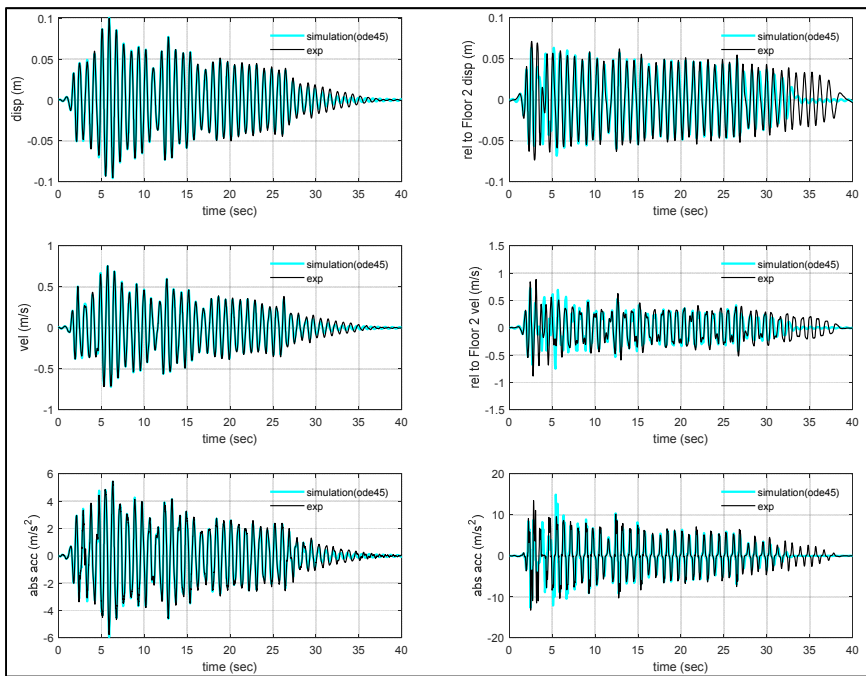 0.1
0.05
0
-0.05
-0.1
disp (m)
simulation(ode45)
exp
0 5 10 15 20 25 30 35 40
time (sec)
0.1
0.05
0
-0.05
-0.1
rel to Floor 2 disp (m)
simulation(ode45)
exp
0 5 10 15 20 25 30 35 40
time (sec)
1
0.5
0
-0.5
-1
vel (m/s)
simulation(ode45)
exp
0 5 10 15 20 25 30 35 40
time (sec)
1.5
1
0.5
0
-0.5
-1
-1.5
rel to Floor 2 vel (m/s)
simulation(ode45)
exp
0 5 10 15 20 25 30 35 40
time (sec)
6
4
2
0
-2
-4
-6
abs acc (m/s²)
simulation(ode45)
exp
0 5 10 15 20 25 30 35 40
time (sec)
20
10
0
-10
-20
abs acc (m/s²)
simulation(ode45)
exp
0 5 10 15 20 25 30 35 40
time (sec)